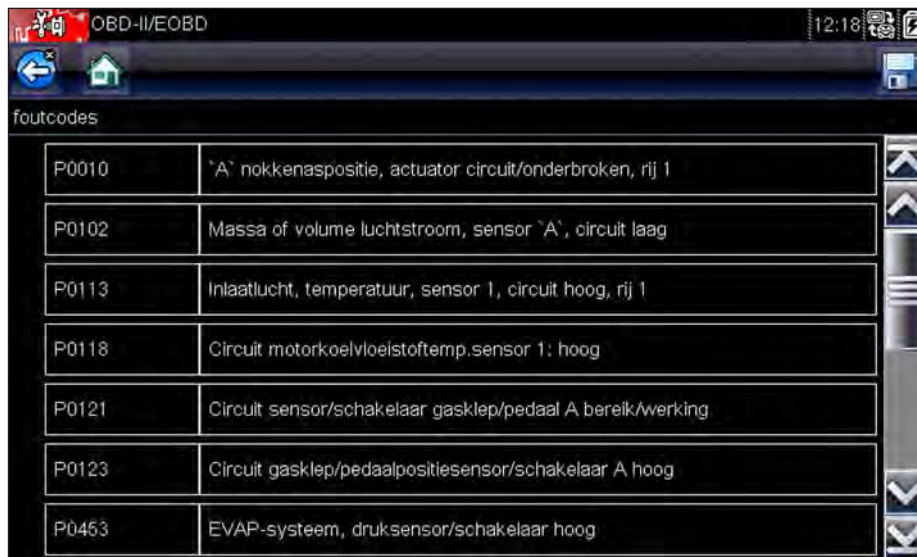 OBD-II/EOBD 12:18
foutcodes
P0010 `A` nokkenaspositie, actuator circuit/onderbroken, rij 1
P0102 Massa of volume luchtstroom, sensor `A`, circuit laag
P0113 Inlaatlucht, temperatuur, sensor 1, circuit hoog, rij 1
P0118 Circuit motorkoelvloeistoftemp.sensor 1: hoog
P0121 Circuit sensor/schakelaar gasklep/pedaal A bereik/werking
P0123 Circuit gasklep/pedaalpositiesensor/schakelaar A hoog
P0453 EVAP-systeem, druksensor/schakelaar hoog